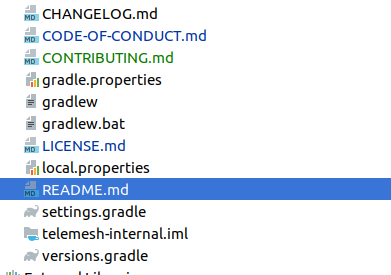 CHANGELOG.md
CODE-OF-CONDUCT.md
CONTRIBUTING.md
gradle.properties
gradlew
gradlew.bat
LICENSE.md
local.properties
README.md
settings.gradle
telemesh-internal.iml
versions.gradle